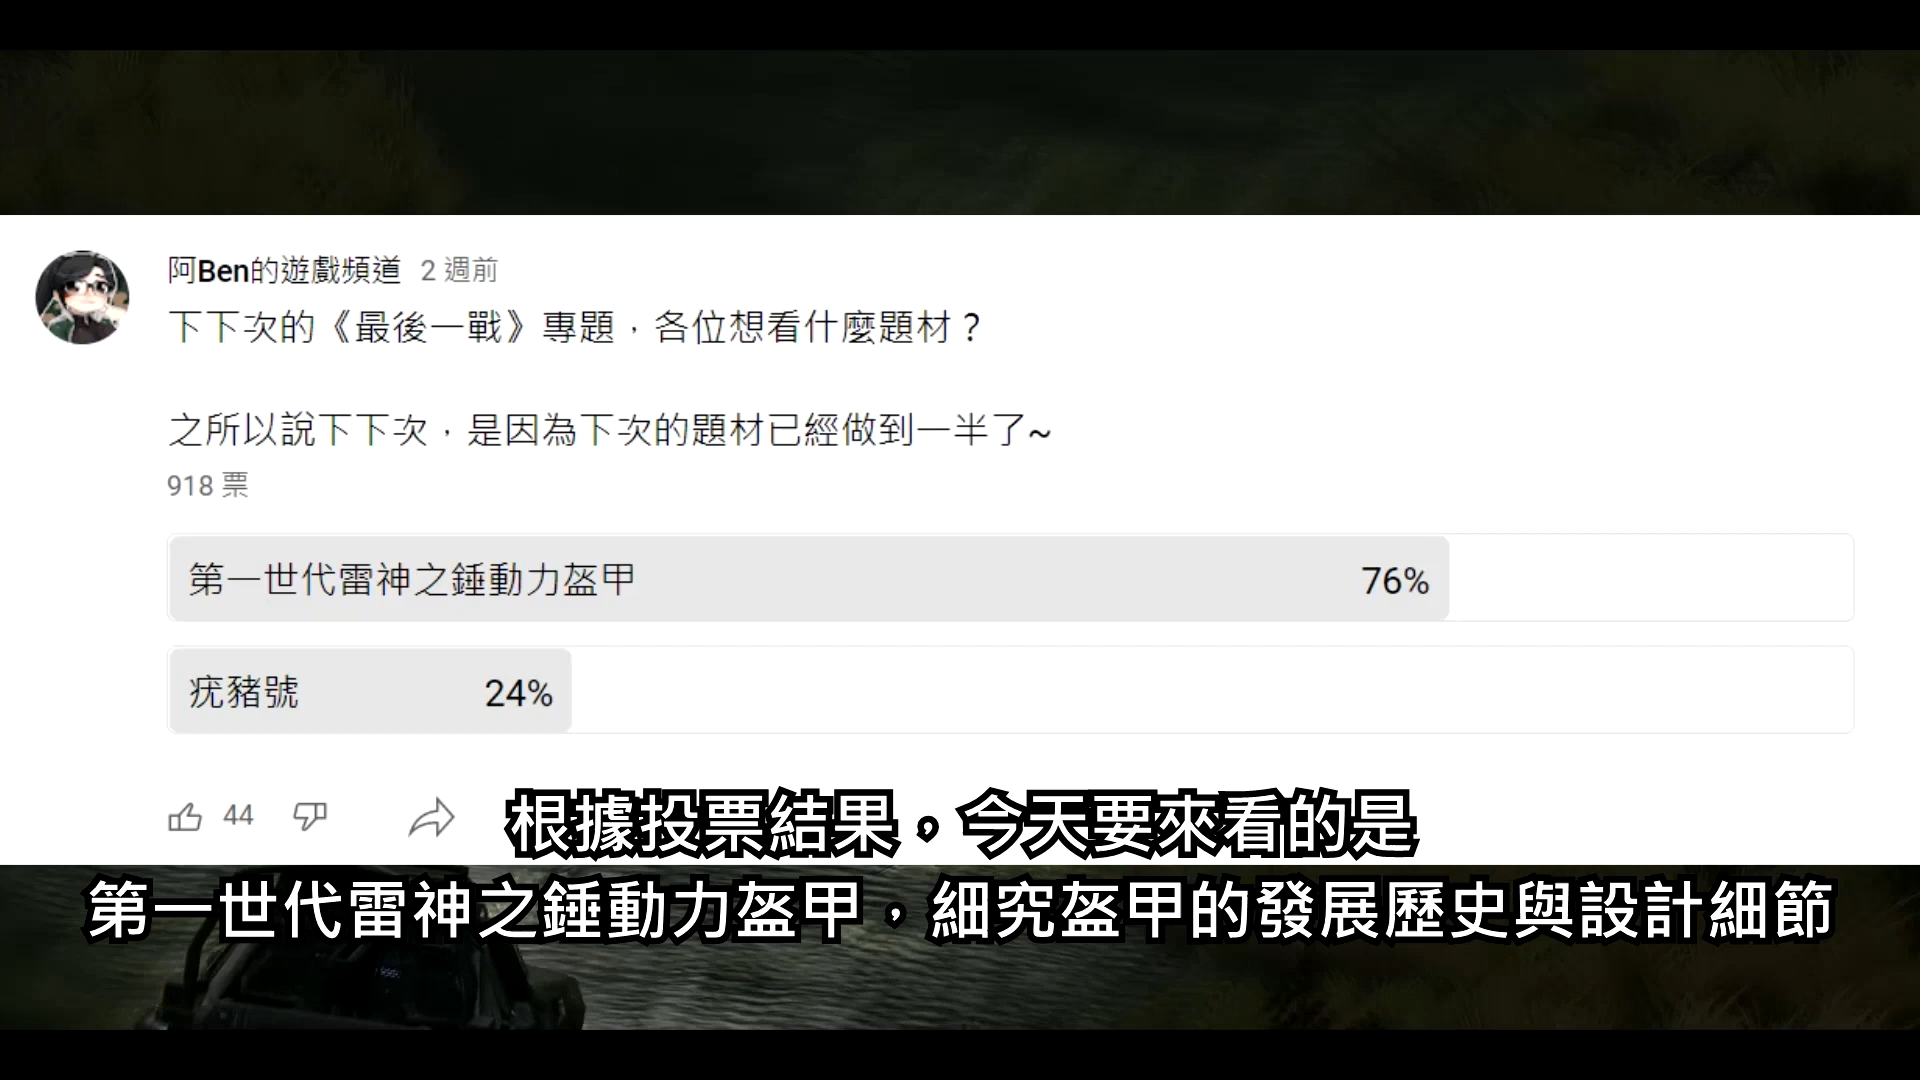 阿Ben的遊戲頻道 2 週前
下下次的《最後一戰》專題，各位想看什麼題材？
之所以說下下次，是因為下次的題材已經做到一半了~
918 票
第一世代雷神之錘動力盔甲 76%
疣豬號 24%
44
根據投票結果，今天要來看的是
第一世代雷神之錘動力盔甲，細究盔甲的發展歷史與設計細節